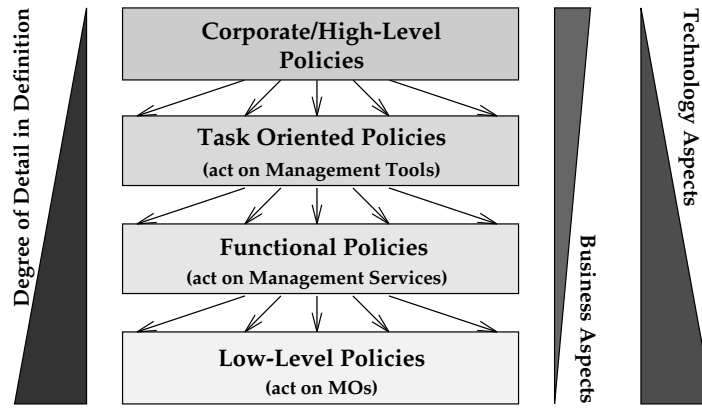 Degree of Detail in Definition
Corporate/High-Level
Policies
Task Oriented Policies
(act on Management Tools)
Functional Policies
(act on Management Services)
Low-Level Policies
(act on MOs)
Business Aspects
Technology Aspects